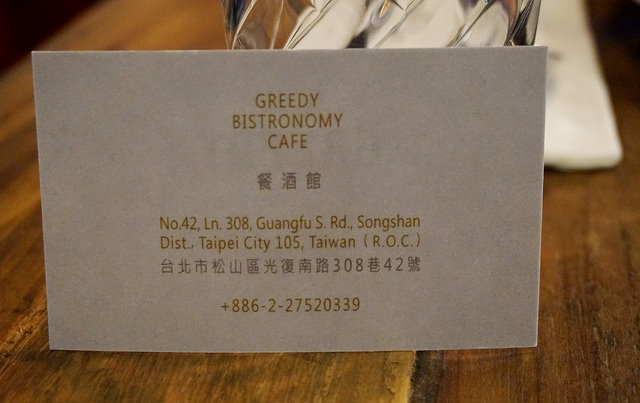 GREEDY
BISTRONOMY
CAFE
餐酒館
No.42, Ln. 308, Guangfu S. Rd., Songshan
Dist., Taipei City 105, Taiwan (R.O.C.)
台北市松山區光復南路308巷42號
+886-2-27520339